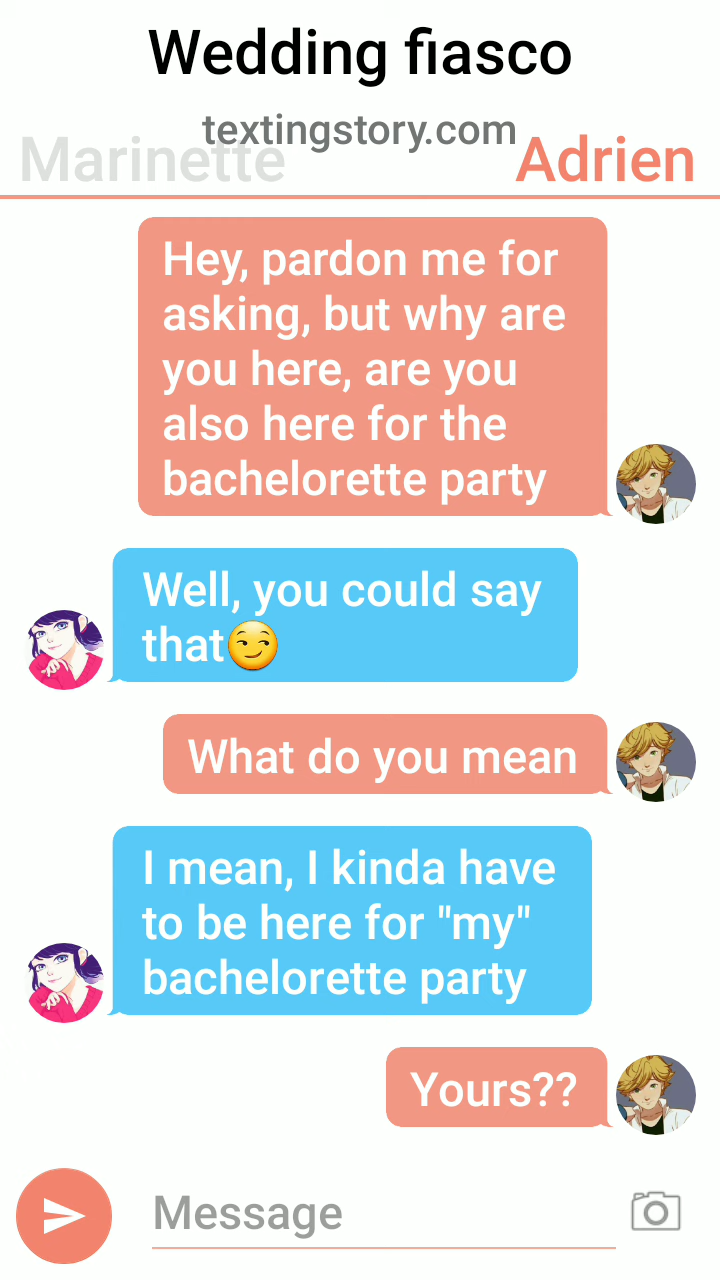 Wedding fiasco
textingstory.com
Marinette
Adrien
Hey, pardon me for
asking, but why are
you here, are you
also here for the
bachelorette party
Well, you could say
that😏
What do you mean
I mean, I kinda have
to be here for "my"
bachelorette party
Yours??
Message